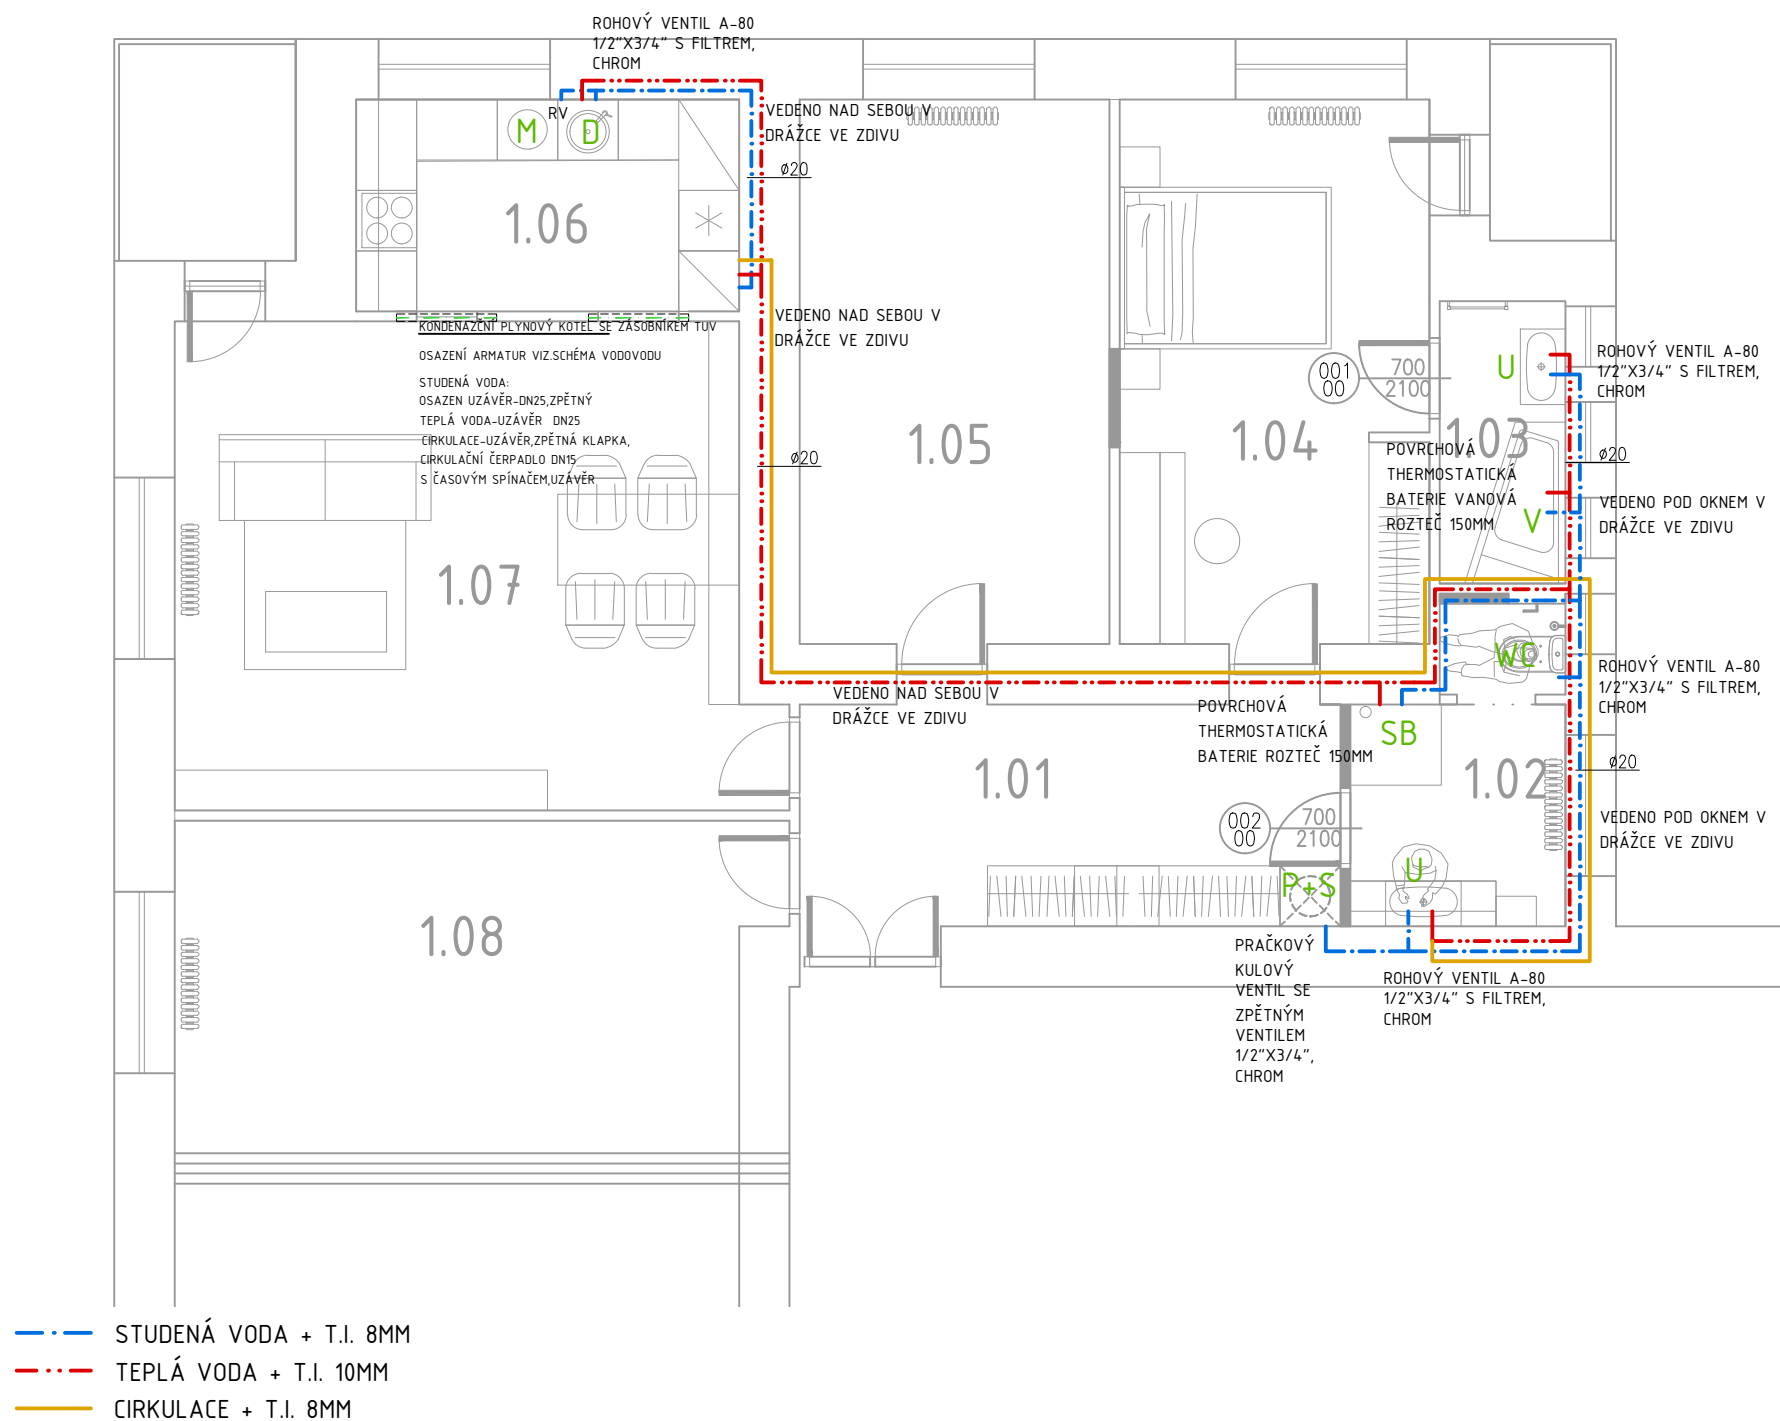 ROHOVÝ VENTIL A-80
1/2"X3/4" S FILTREM,
CHROM
RV
M
D
VEDENO NAD SEBOU V
DRÁŽCE VE ZDIVU
ø20
1.06
VEDENO NAD SEBOU V
DRÁŽCE VE ZDIVU
KONDENAZČNÍ PLYNOVÝ KOTEL SE ZÁSOBNÍKEM TUV
OSAZENÍ ARMATUR VIZ.SCHÉMA VODOVODU
STUDENÁ VODA:
OSAZEN UZÁVĚR-DN25,ZPĚTNÝ
TEPLÁ VODA-UZÁVĚR DN25
CIRKULACE-UZÁVĚR,ZPĚTNÁ KLAPKA,
CIRKULAČNÍ ČERPADLO DN15
S ČASOVÝM SPÍNAČEM,UZÁVĚR
ø20
1.05
1.04
001
00
700
2100
U
1.03
ROHOVÝ VENTIL A-80
1/2"X3/4" S FILTREM,
CHROM
POVRCHOVÁ
THERMOSTATICKÁ
BATERIE VANOVÁ
ROZTEČ 150MM
V
ø20
VEDENO POD OKNEM V
DRÁŽCE VE ZDIVU
1.07
WC
ROHOVÝ VENTIL A-80
1/2"X3/4" S FILTREM,
CHROM
VEDENO NAD SEBOU V
DRÁŽCE VE ZDIVU
POVRCHOVÁ
THERMOSTATICKÁ
BATERIE ROZTEČ 150MM
SB
1.01
1.02
ø20
002
00
700
2100
VEDENO POD OKNEM V
DRÁŽCE VE ZDIVU
U
P+S
1.08
PRAČKOVÝ
KULOVÝ
VENTIL SE
ZPĚTNÝM
VENTILEM
1/2"X3/4",
CHROM
ROHOVÝ VENTIL A-80
1/2"X3/4" S FILTREM,
CHROM
STUDENÁ VODA + T.I. 8MM
TEPLÁ VODA + T.I. 10MM
CIRKULACE + T.I. 8MM